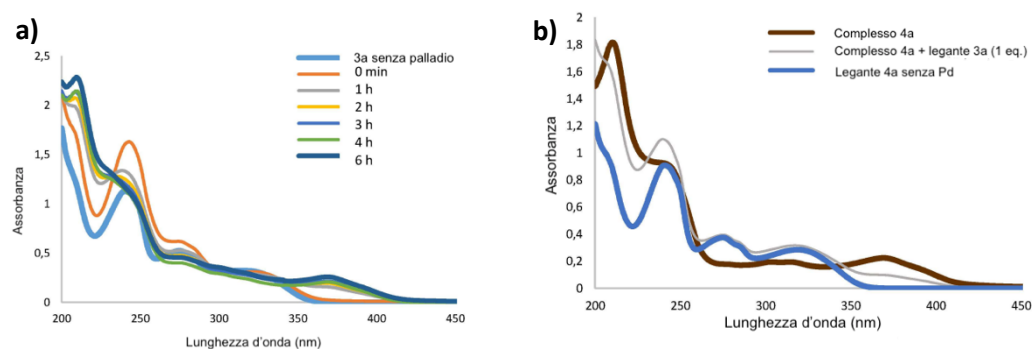 a)
3a senza palladio
0 min
1 h
2 h
3 h
4 h
6 h
2,5
2
1,5
1
0,5
0
200
250
300
350
400
450
Assorbanza
Lunghezza d'onda (nm)
b)
Complesso 4a
Complesso 4a + legante 3a (1 eq.)
Legante 4a senza Pd
2
1,8
1,6
1,4
1,2
1
0,8
0,6
0,4
0,2
0
200
250
300
350
400
450
Assorbanza
Lunghezza d'onda (nm)